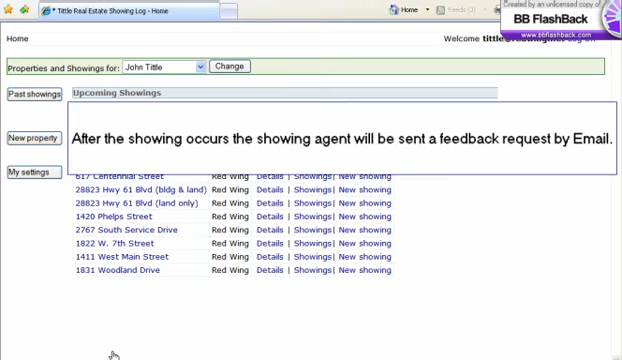 Tittle Real Estate Showing Log - Home
Home
Feeds (3)
Created by an unlicensed copy of
BB FlashBack
www.bbflashback.com
Home
Welcome
Properties and Showings for: John Tittle Change
Past showings
Upcoming Showings
New property
After the showing occurs the showing agent will be sent a feedback request by Email.
My settings
617 Centennial Street Red Wing Details | Showings| New showing
28823 Hwy 61 Blvd (bldg & land) Red Wing Details | Showings| New showing
28823 Hwy 61 Blvd (land only) Red Wing Details | Showings| New showing
1420 Phelps Street Red Wing Details | Showings| New showing
2767 South Service Drive Red Wing Details | Showings| New showing
1822 W. 7th Street Red Wing Details | Showings| New showing
1411 West Main Street Red Wing Details | Showings| New showing
1831 Woodland Drive Red Wing Details | Showings| New showing